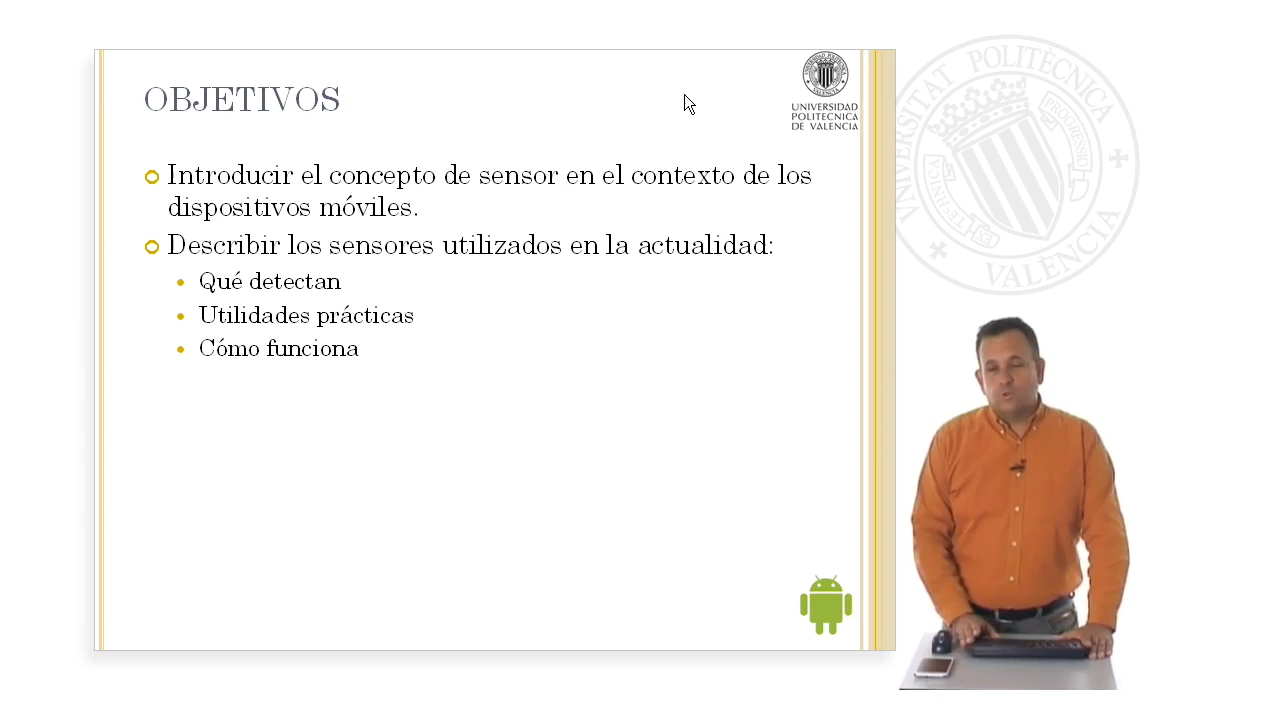 OBJETIVOS
UNIVERSIDAD
POLITECNICA
DE VALENCIA
Introducir el concepto de sensor en el contexto de los
dispositivos móviles.
Describir los sensores utilizados en la actualidad:
Qué detectan
Utilidades prácticas
Cómo funciona
UNIVERSITAT POLITÈCNICA
VALÈNCIA